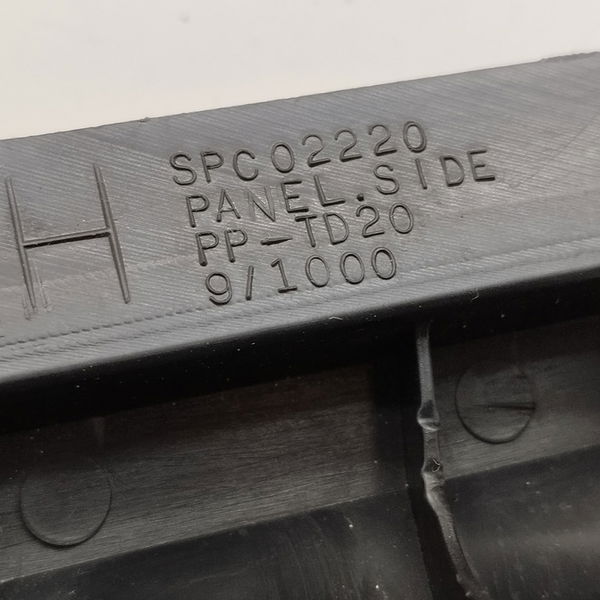 H
SPC02220
PANEL.SIDE
PP-TD20
9/1000